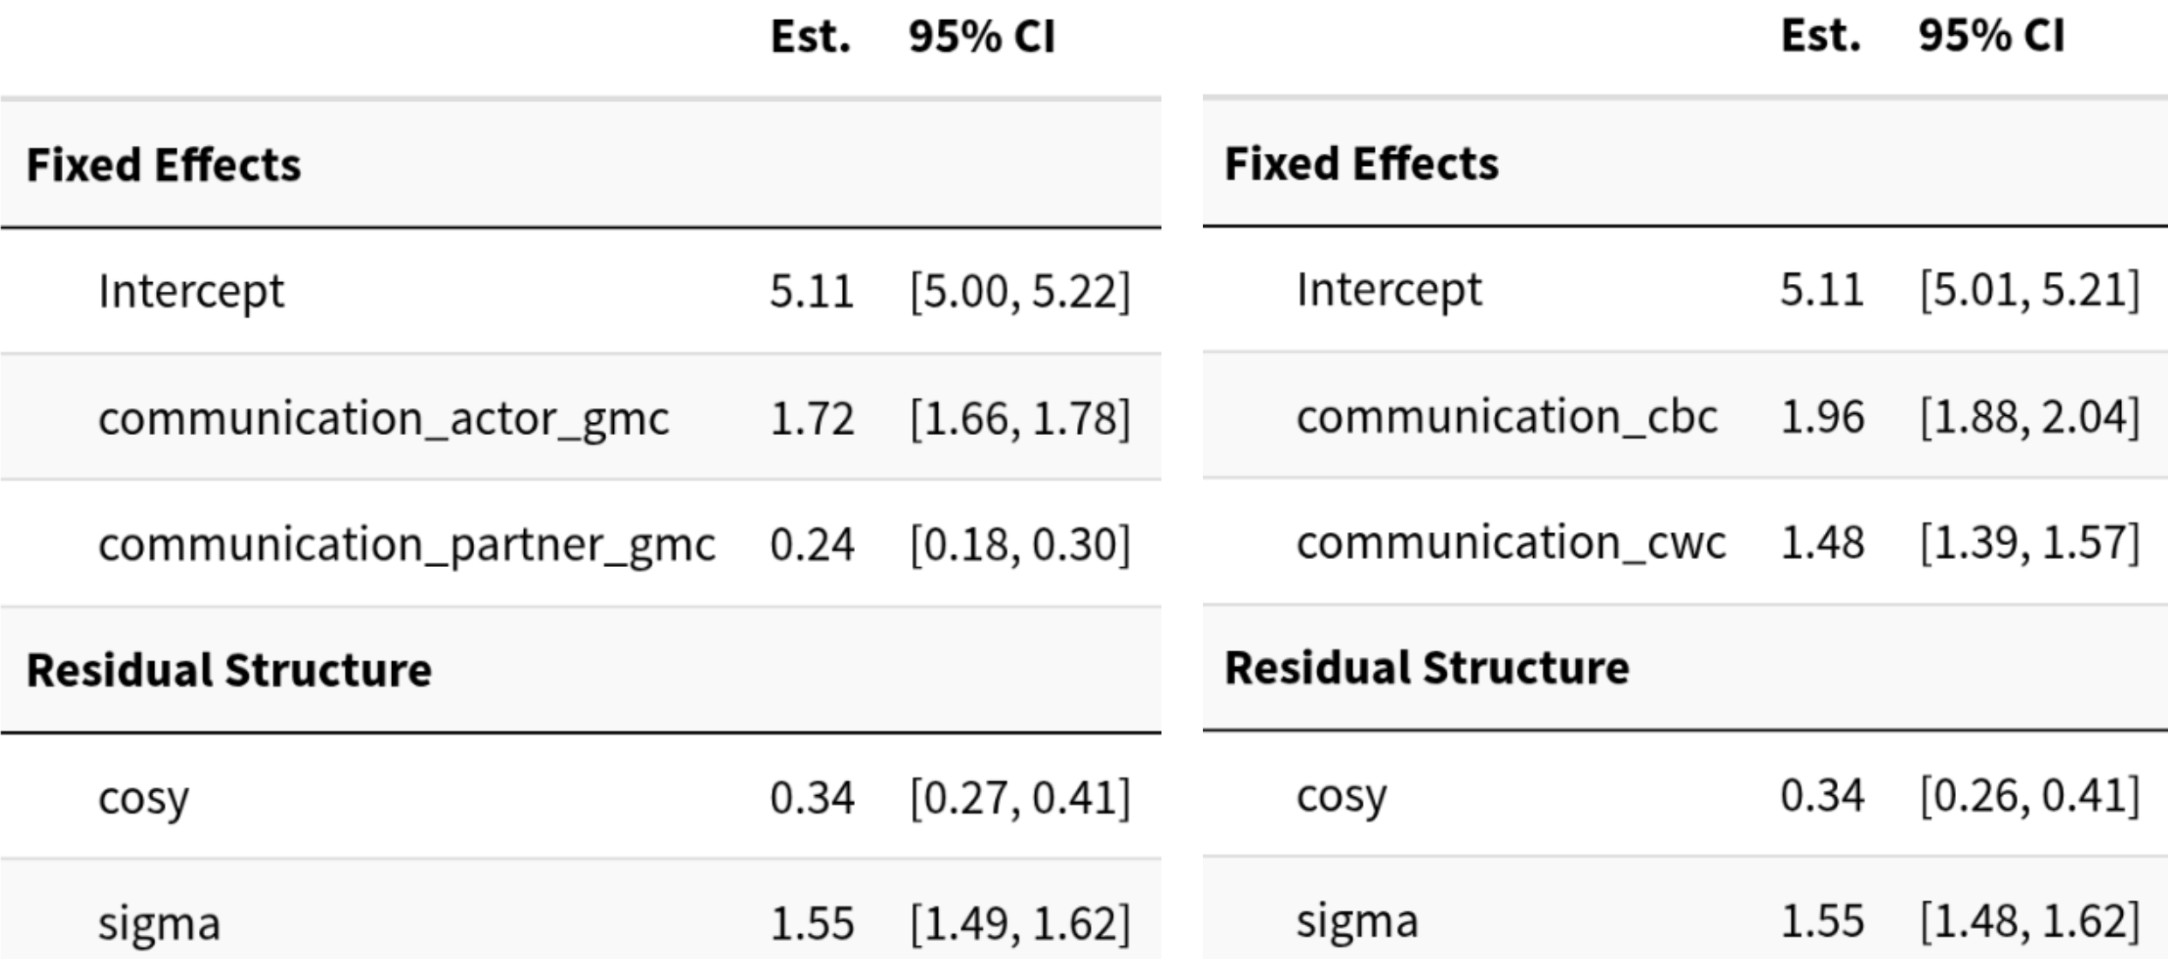 Est. 95% CI
Fixed Effects
Intercept 5.11 [5.00, 5.22]
communication_actor_gmc 1.72 [1.66, 1.78]
communication_partner_gmc 0.24 [0.18, 0.30]
Residual Structure
cosy 0.34 [0.27, 0.41]
sigma 1.55 [1.49, 1.62]
Est. 95% CI
Fixed Effects
Intercept 5.11 [5.01, 5.21]
communication_cbc 1.96 [1.88, 2.04]
communication_cwc 1.48 [1.39, 1.57]
Residual Structure
cosy 0.34 [0.26, 0.41]
sigma 1.55 [1.48, 1.62]